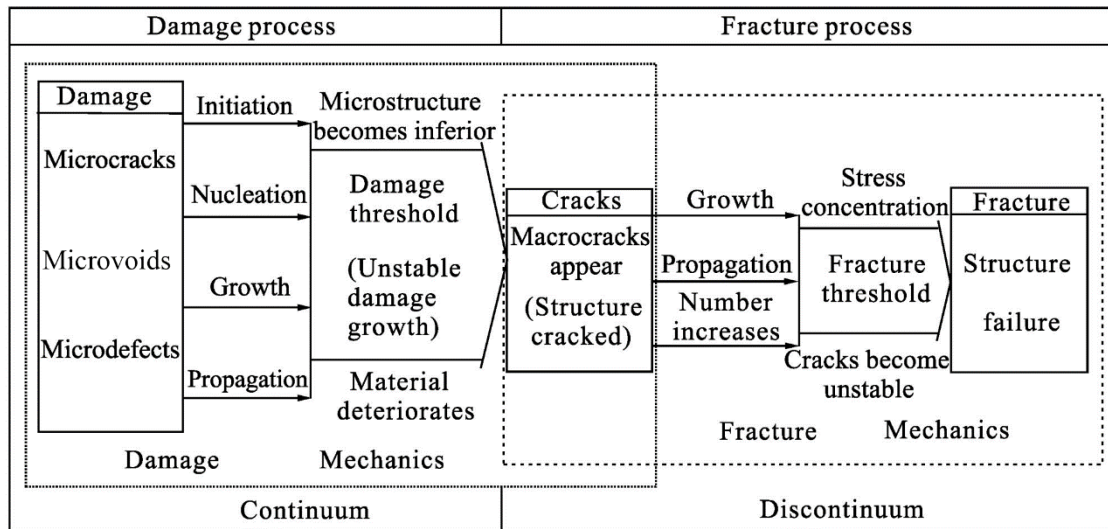 Damage process
Fracture process
Damage
Microcracks
Microvoids
Microdefects
Initiation
Nucleation
Growth
Propagation
Microstructure
becomes inferior
Damage
threshold
(Unstable
damage
growth)
Material
deteriorates
Damage Mechanics
Cracks
Macrocracks
appear
(Structure
cracked)
Growth
Propagation
Number
increases
Stress
concentration
Fracture
threshold
Cracks become
unstable
Fracture
Structure
failure
Fracture Mechanics
Continuum
Discontinuum